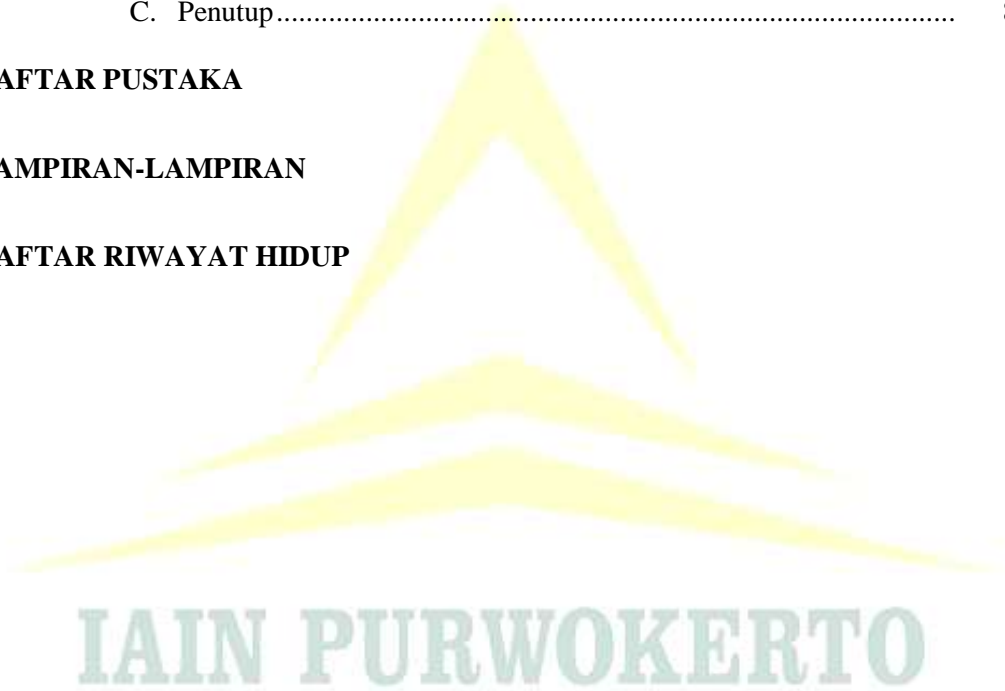 C. Penutup....................................................................................................
AFTAR PUSTAKA
AMPIRAN-LAMPIRAN
AFTAR RIWAYAT HIDUP
IAIN PURWOKERTO